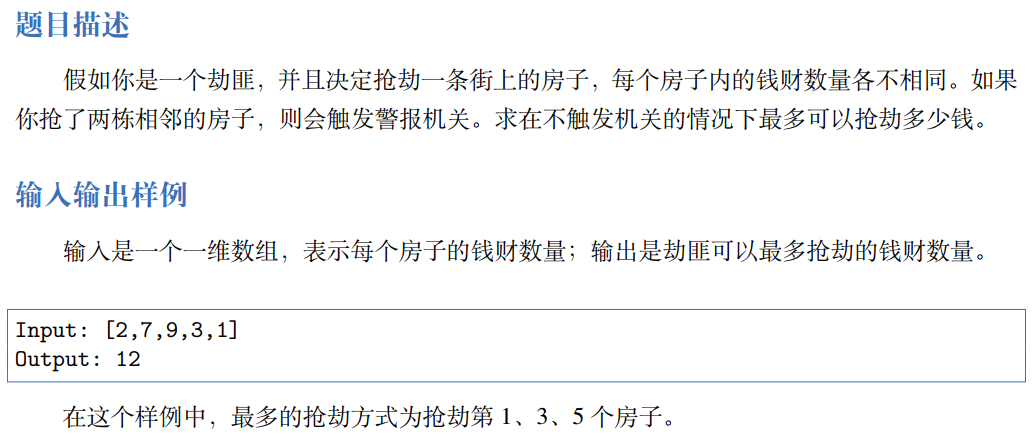 题目描述
假如你是一个劫匪，并且决定抢劫一条街上的房子，每个房子内的钱财数量各不相同。如果
你抢了两栋相邻的房子，则会触发警报机关。求在不触发机关的情况下最多可以抢劫多少钱。
输入输出样例
输入是一个一维数组，表示每个房子的钱财数量；输出是劫匪可以最多抢劫的钱财数量。
Input: [2,7,9,3,1]
Output: 12
在这个样例中，最多的抢劫方式为抢劫第 1、3、5 个房子。